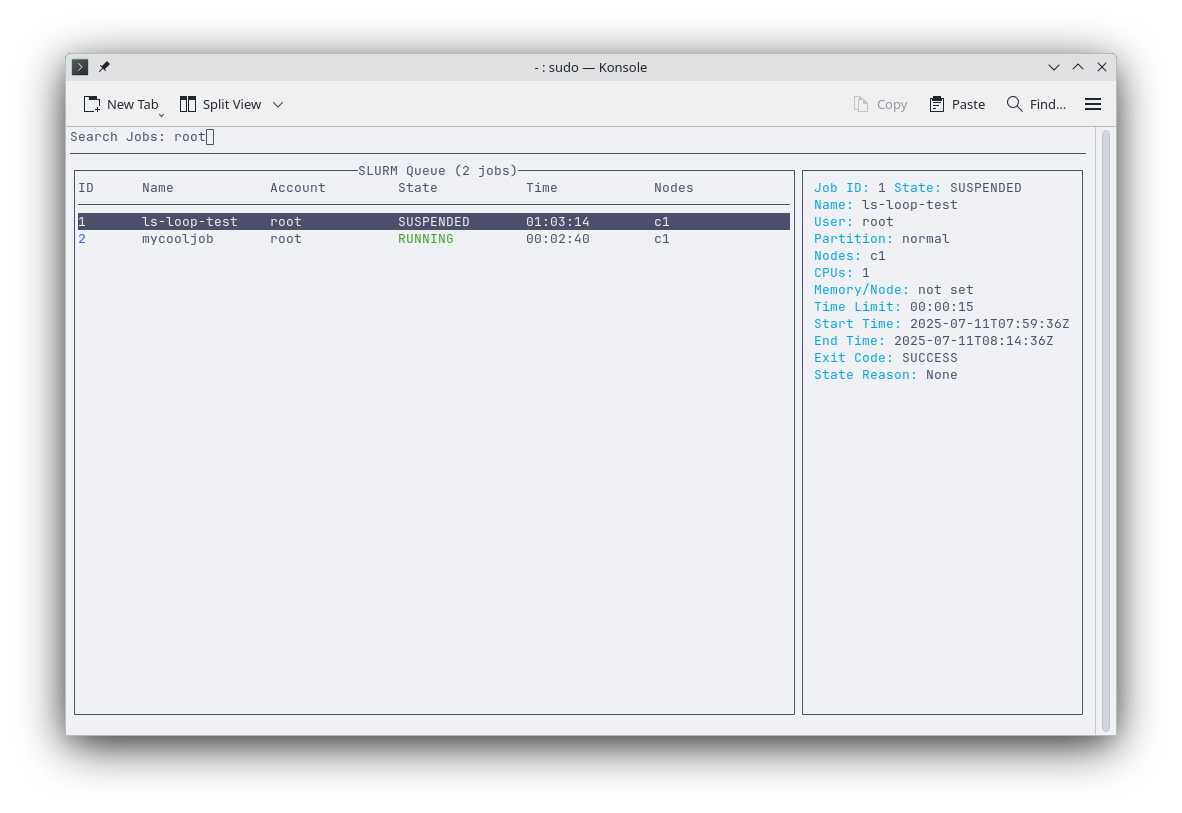 - : sudo — Konsole
New Tab Split View Copy Paste Find...
Search Jobs: root
SLURM Queue (2 jobs)
ID Name Account State Time Nodes
1 ls-loop-test root SUSPENDED 01:03:14 c1
2 mycooljob root RUNNING 00:02:40 c1
Job ID: 1 State: SUSPENDED
Name: ls-loop-test
User: root
Partition: normal
Nodes: c1
CPUs: 1
Memory/Node: not set
Time Limit: 00:00:15
Start Time: 2025-07-11T07:59:36Z
End Time: 2025-07-11T08:14:36Z
Exit Code: SUCCESS
State Reason: None